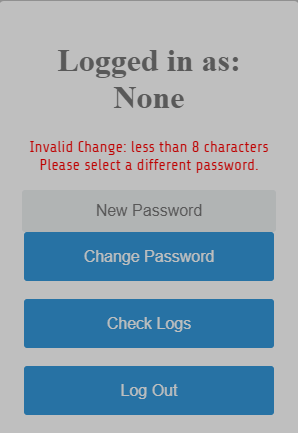 Logged in as:
None
Invalid Change: less than 8 characters
Please select a different password.
New Password
Change Password
Check Logs
Log Out